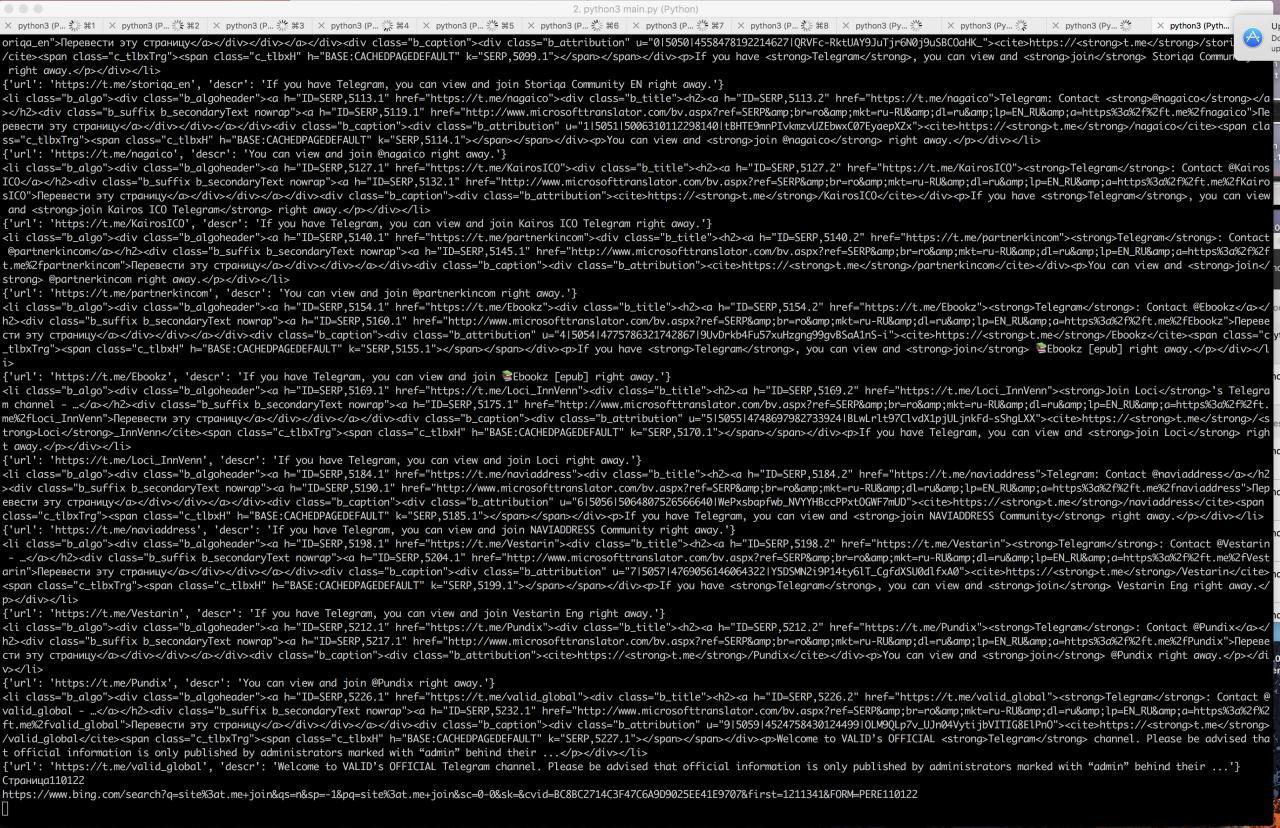 2. python3 main.py (Python)
python3 (P... ⌘1 python3 (Py... ⌘2 python3 (Py... ⌘3 python3 (P... ⌘4 python3 (Py... ⌘5 python3 (Py... ⌘6 python3 (Py... ⌘7 python3 (Py... ⌘8 python3 (Py... python3 (Py... python3 (Pyt... python3 (Pyt...
oriqa_en">Перевести эту страницу</a></div></div></a></div><div class="b_caption"><div class="b_attribution" u="0|5050|4558478192214627|QRVFc-RktUAY9JuTjr6N0j9uSBCOaHK_"><cite>https://<strong>t.me</strong>/stori
/cite><span class="c_tlbxTrg"><span class="c_tlbxH" h="BASE:CACHEDPAGEDEFAULT" k="SERP,5099.1"></span></span></div><p>If you have <strong>Telegram</strong>, you can view and <strong>join</strong> Storiqa Commu
right away.</p></div></li>
{'url': 'https://t.me/storiqa_en', 'descr': 'If you have Telegram, you can view and join Storiqa Community EN right away.'}
<li class="b_algo"><div class="b_algoheader"><a h="ID=SERP,5113.1" href="https://t.me/nagaico"><div class="b_title"><h2><a h="ID=SERP,5113.2" href="https://t.me/nagaico">Telegram: Contact <strong>@nagaico</strong></a
></h2><div class="b_suffix b_secondaryText nowrap"><a h="ID=SERP,5119.1" href="http://www.microsofttranslator.com/bv.aspx?ref=SERP&amp;br=ro&amp;mkt=ru-RU&amp;dl=ru&amp;lp=EN_RU&amp;a=https%3a%2f%2ft.me%2fnagaico">Пе
ревести эту страницу</a></div></div></a></div><div class="b_caption"><div class="b_attribution" u="1|5051|5006310112298140|tBHTE9mnPIvkmzvUZEbwxC07EyaepXZx"><cite>https://<strong>t.me</strong>/nagaico</cite><span clas
s="c_tlbxTrg"><span class="c_tlbxH" h="BASE:CACHEDPAGEDEFAULT" k="SERP,5114.1"></span></span></div><p>You can view and <strong>join @nagaico</strong> right away.</p></div></li>
{'url': 'https://t.me/nagaico', 'descr': 'You can view and join @nagaico right away.'}
<li class="b_algo"><div class="b_algoheader"><a h="ID=SERP,5127.1" href="https://t.me/KairosICO"><div class="b_title"><h2><a h="ID=SERP,5127.2" href="https://t.me/KairosICO"><strong>Telegram</strong>: Contact @Kairos
ICO</a></h2><div class="b_suffix b_secondaryText nowrap"><a h="ID=SERP,5132.1" href="http://www.microsofttranslator.com/bv.aspx?ref=SERP&amp;br=ro&amp;mkt=ru-RU&amp;dl=ru&amp;lp=EN_RU&amp;a=https%3a%2f%2ft.me%2fKairo
sICO">Перевести эту страницу</a></div></div></a></div><div class="b_caption"><div class="b_attribution"><cite>https://<strong>t.me</strong>/KairosICO</cite></div><p>If you have <strong>Telegram</strong>, you can view
and <strong>join Kairos ICO Telegram</strong> right away.</p></div></li>
{'url': 'https://t.me/KairosICO', 'descr': 'If you have Telegram, you can view and join Kairos ICO Telegram right away.'}
<li class="b_algo"><div class="b_algoheader"><a h="ID=SERP,5140.1" href="https://t.me/partnerkincom"><div class="b_title"><h2><a h="ID=SERP,5140.2" href="https://t.me/partnerkincom"><strong>Telegram</strong>: Contact
@partnerkincom</a></h2><div class="b_suffix b_secondaryText nowrap"><a h="ID=SERP,5145.1" href="http://www.microsofttranslator.com/bv.aspx?ref=SERP&amp;br=ro&amp;mkt=ru-RU&amp;dl=ru&amp;lp=EN_RU&amp;a=https%3a%2f%2f
t.me%2fpartnerkincom">Перевести эту страницу</a></div></div></a></div><div class="b_caption"><div class="b_attribution"><cite>https://<strong>t.me</strong>/partnerkincom</cite></div><p>You can view and <strong>join</
strong> @partnerkincom right away.</p></div></li>
{'url': 'https://t.me/partnerkincom', 'descr': 'You can view and join @partnerkincom right away.'}
<li class="b_algo"><div class="b_algoheader"><a h="ID=SERP,5154.1" href="https://t.me/Ebookz"><div class="b_title"><h2><a h="ID=SERP,5154.2" href="https://t.me/Ebookz"><strong>Telegram</strong>: Contact @Ebookz</a></
h2><div class="b_suffix b_secondaryText nowrap"><a h="ID=SERP,5160.1" href="http://www.microsofttranslator.com/bv.aspx?ref=SERP&amp;br=ro&amp;mkt=ru-RU&amp;dl=ru&amp;lp=EN_RU&amp;a=https%3a%2f%2ft.me%2fEbookz">Переве
сти эту страницу</a></div></div></a></div><div class="b_caption"><div class="b_attribution" u="4|5054|4775786321742867|9UvDrkb4Fu57xuHzgng99gvBSaA1nS-i"><cite>https://<strong>t.me</strong>/Ebookz</cite><span class="c
_tlbxTrg"><span class="c_tlbxH" h="BASE:CACHEDPAGEDEFAULT" k="SERP,5155.1"></span></span></div><p>If you have <strong>Telegram</strong>, you can view and <strong>join</strong> 📚Ebookz [epub] right away.</p></div></l
i>
{'url': 'https://t.me/Ebookz', 'descr': 'If you have Telegram, you can view and join 📚Ebookz [epub] right away.'}
<li class="b_algo"><div class="b_algoheader"><a h="ID=SERP,5169.1" href="https://t.me/Loci_InnVenn"><div class="b_title"><h2><a h="ID=SERP,5169.2" href="https://t.me/Loci_InnVenn"><strong>Join Loci</strong>'s Telegra
m channel - …</a></h2><div class="b_suffix b_secondaryText nowrap"><a h="ID=SERP,5175.1" href="http://www.microsofttranslator.com/bv.aspx?ref=SERP&amp;br=ro&amp;mkt=ru-RU&amp;dl=ru&amp;lp=EN_RU&amp;a=https%3a%2f%2ft.
me%2fLoci_InnVenn">Перевести эту страницу</a></div></div></a></div><div class="b_caption"><div class="b_attribution" u="5|5055|4748697982733924|BLwLrlt97ClvdX1pjULjnkFd-sShgLXX"><cite>https://<strong>t.me</strong>/<s
trong>Loci</strong>_InnVenn</cite><span class="c_tlbxTrg"><span class="c_tlbxH" h="BASE:CACHEDPAGEDEFAULT" k="SERP,5170.1"></span></span></div><p>If you have Telegram, you can view and <strong>join Loci</strong> righ
t away.</p></div></li>
{'url': 'https://t.me/Loci_InnVenn', 'descr': 'If you have Telegram, you can view and join Loci right away.'}
<li class="b_algo"><div class="b_algoheader"><a h="ID=SERP,5184.1" href="https://t.me/naviaddress"><div class="b_title"><h2><a h="ID=SERP,5184.2" href="https://t.me/naviaddress">Telegram: Contact @naviaddress</a></h2
><div class="b_suffix b_secondaryText nowrap"><a h="ID=SERP,5190.1" href="http://www.microsofttranslator.com/bv.aspx?ref=SERP&amp;br=ro&amp;mkt=ru-RU&amp;dl=ru&amp;lp=EN_RU&amp;a=https%3a%2f%2ft.me%2fnaviaddress">Пер
евести эту страницу</a></div></div></a></div><div class="b_caption"><div class="b_attribution" u="6|5056|5064807526566640|WePxsbapfwb_NVYYHBccPPxtOGWF7mUD"><cite>https://<strong>t.me</strong>/naviaddress</cite><span
class="c_tlbxTrg"><span class="c_tlbxH" h="BASE:CACHEDPAGEDEFAULT" k="SERP,5185.1"></span></span></div><p>If you have Telegram, you can view and <strong>join NAVIADDRESS Community</strong> right away.</p></div></li>
{'url': 'https://t.me/naviaddress', 'descr': 'If you have Telegram, you can view and join NAVIADDRESS Community right away.'}
<li class="b_algo"><div class="b_algoheader"><a h="ID=SERP,5198.1" href="https://t.me/Vestarin"><div class="b_title"><h2><a h="ID=SERP,5198.2" href="https://t.me/Vestarin"><strong>Telegram</strong>: Contact @Vestarin
- …</a></h2><div class="b_suffix b_secondaryText nowrap"><a h="ID=SERP,5204.1" href="http://www.microsofttranslator.com/bv.aspx?ref=SERP&amp;br=ro&amp;mkt=ru-RU&amp;dl=ru&amp;lp=EN_RU&amp;a=https%3a%2f%2ft.me%2fVest
arin">Перевести эту страницу</a></div></div></a></div><div class="b_caption"><div class="b_attribution" u="7|5057|4769056146064322|Y5DSMN2i9P14ty6lT_CgfdXSU0dlfxA0"><cite>https://<strong>t.me</strong>/Vestarin</cite>
<span class="c_tlbxTrg"><span class="c_tlbxH" h="BASE:CACHEDPAGEDEFAULT" k="SERP,5199.1"></span></span></div><p>If you have <strong>Telegram</strong>, you can view and <strong>join</strong> Vestarin Eng right away.</
p></div></li>
{'url': 'https://t.me/Vestarin', 'descr': 'If you have Telegram, you can view and join Vestarin Eng right away.'}
<li class="b_algo"><div class="b_algoheader"><a h="ID=SERP,5212.1" href="https://t.me/Pundix"><div class="b_title"><h2><a h="ID=SERP,5212.2" href="https://t.me/Pundix"><strong>Telegram</strong>: Contact @Pundix</a></
h2><div class="b_suffix b_secondaryText nowrap"><a h="ID=SERP,5217.1" href="http://www.microsofttranslator.com/bv.aspx?ref=SERP&amp;br=ro&amp;mkt=ru-RU&amp;dl=ru&amp;lp=EN_RU&amp;a=https%3a%2f%2ft.me%2fPundix">Переве
сти эту страницу</a></div></div></a></div><div class="b_caption"><div class="b_attribution"><cite>https://<strong>t.me</strong>/Pundix</cite></div><p>You can view and <strong>join</strong> @Pundix right away.</p></di
v></li>
{'url': 'https://t.me/Pundix', 'descr': 'You can view and join @Pundix right away.'}
<li class="b_algo"><div class="b_algoheader"><a h="ID=SERP,5226.1" href="https://t.me/valid_global"><div class="b_title"><h2><a h="ID=SERP,5226.2" href="https://t.me/valid_global"><strong>Telegram</strong>: Contact @
valid_global - …</a></h2><div class="b_suffix b_secondaryText nowrap"><a h="ID=SERP,5232.1" href="http://www.microsofttranslator.com/bv.aspx?ref=SERP&amp;br=ro&amp;mkt=ru-RU&amp;dl=ru&amp;lp=EN_RU&amp;a=https%3a%2f%2
ft.me%2fvalid_global">Перевести эту страницу</a></div></div></a></div><div class="b_caption"><div class="b_attribution" u="9|5059|4524758430124499|OLM9QLp7v_UJn04VytijbVITIG8ElPnO"><cite>https://<strong>t.me</strong>
/valid_global</cite><span class="c_tlbxTrg"><span class="c_tlbxH" h="BASE:CACHEDPAGEDEFAULT" k="SERP,5227.1"></span></span></div><p>Welcome to VALID’s OFFICIAL <strong>Telegram</strong> channel. Please be advised tha
t official information is only published by administrators marked with “admin” behind their ...</p></div></li>
{'url': 'https://t.me/valid_global', 'descr': 'Welcome to VALID’s OFFICIAL Telegram channel. Please be advised that official information is only published by administrators marked with “admin” behind their ...'}
Страница110122
https://www.bing.com/search?q=site%3at.me+join&qs=n&sp=-1&pq=site%3at.me+join&sc=0-0&sk=&cvid=BC8BC2714C3F47C6A9D9025EE41E9707&first=1211341&FORM=PERE110122